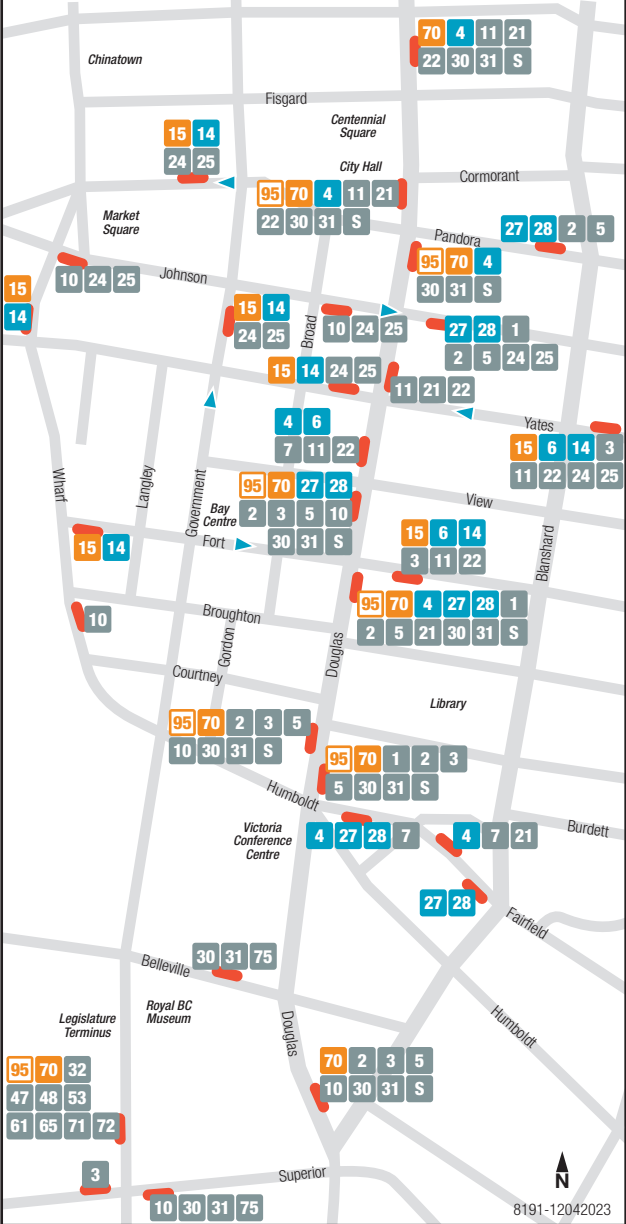 70 4 11 21
22 30 31 S
Chinatown
Fisgard
Centennial
Square
15 14
24 25
City Hall
Cormorant
95 70 4 11 21
22 30 31 S
Market
Square
27 28 2 5
Pandora
95 70 4
30 31 S
10 24 25
Johnson
15
14
15 14
24 25
Broad
10 24 25
27 28 1
2 5 24 25
15 14 24 25
11 21 22
Yates
4 6
7 11 22
15 6 14 3
11 22 24 25
Wharf
Langley
Government
95 70 27 28
2 3 5 10
30 31 S
Bay
Centre
View
Fort
15 14
15 6 14
3 11 22
Blanshard
95 70 4 27 28 1
2 5 21 30 31 S
10
Broughton
Gordon
Douglas
Courtney
Library
95 70 2 3 5
10 30 31 S
95 70 1 2 3
5 30 31 S
Humboldt
Victoria
Conference
Centre
4 27 28 7
4 7 21
Burdett
27 28
Fairfield
30 31 75
Belleville
Royal BC
Museum
Legislature
Terminus
Douglas
Humboldt
95 70 32
47 48 53
61 65 71 72
70 2 3 5
10 30 31 S
3
Superior
10 30 31 75
N
8191-12042023